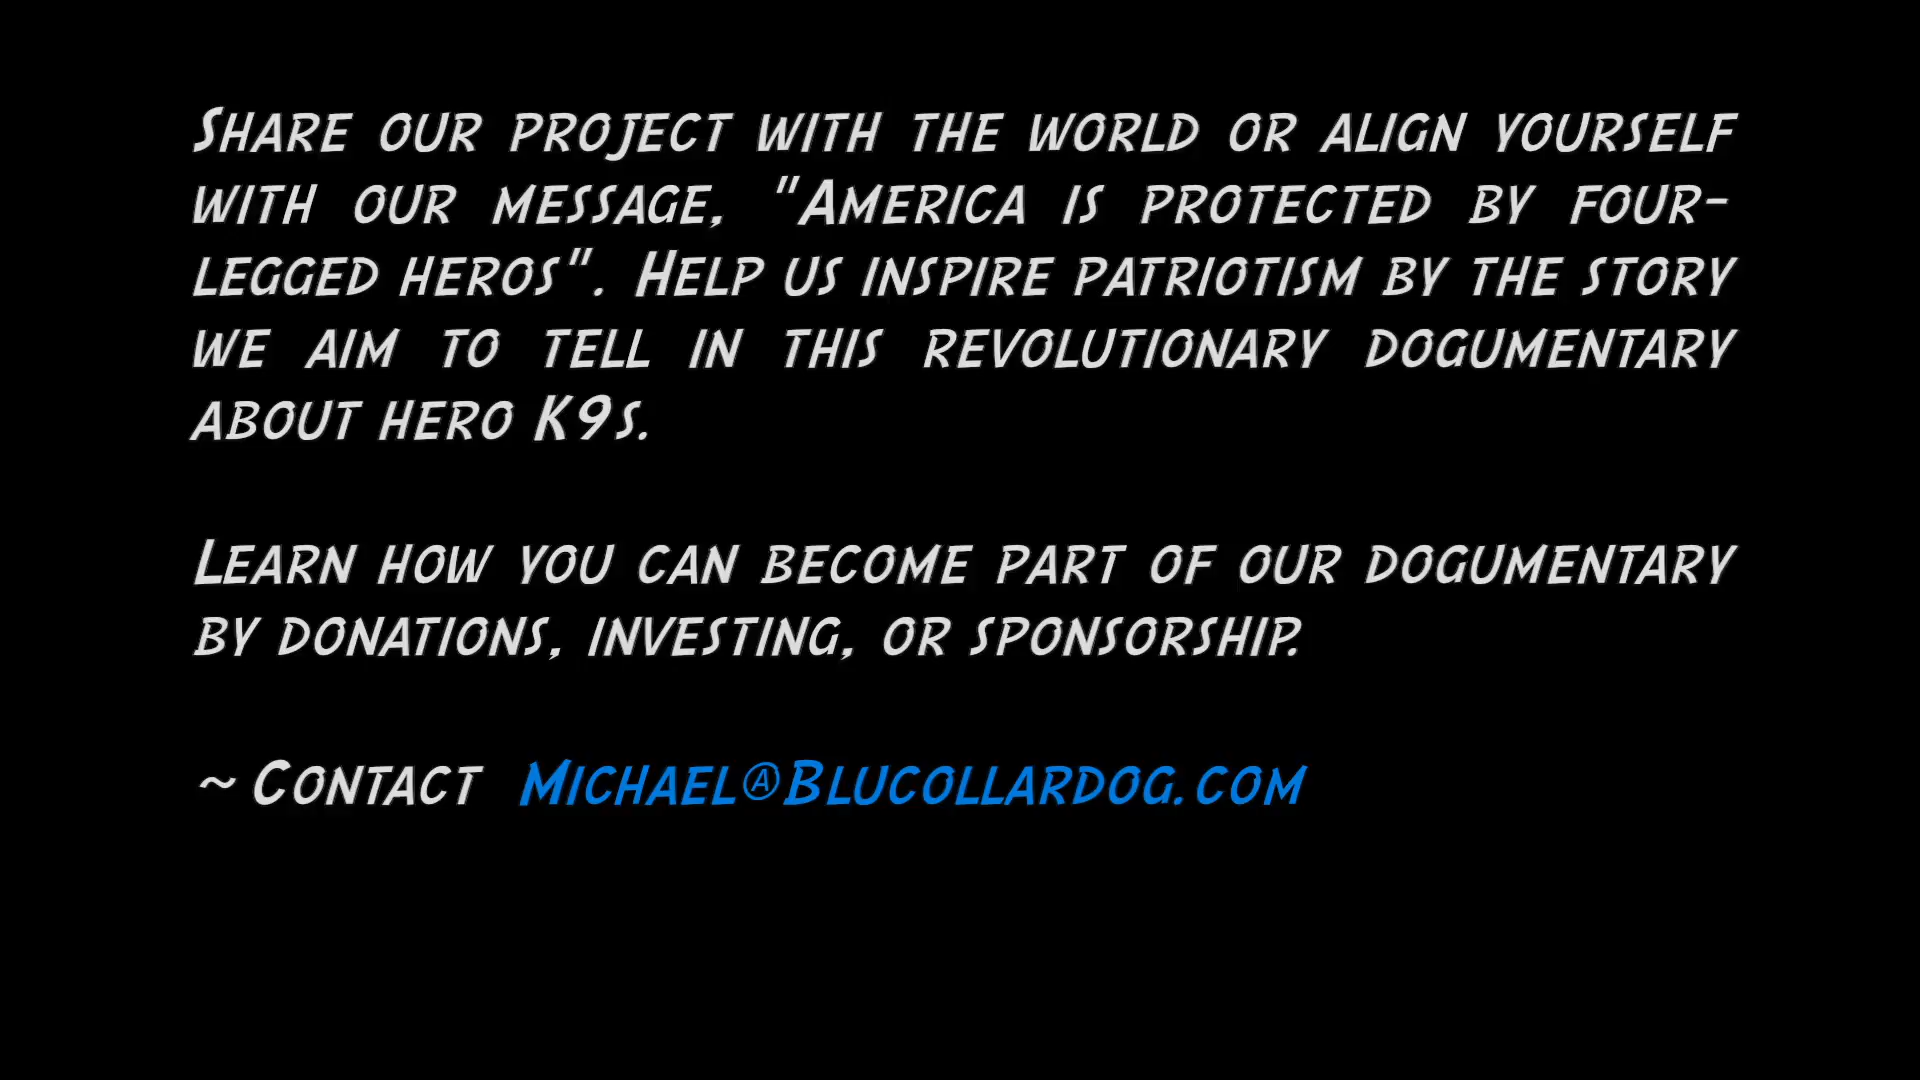 Share our project with the world or align yourself
with our message, "America is protected by four-
legged heros". Help us inspire patriotism by the story
we aim to tell in this revolutionary dogumentary
about hero K9s.
Learn how you can become part of our dogumentary
by donations, investing, or sponsorship.
~ Contact Michael@Blucollardog.com